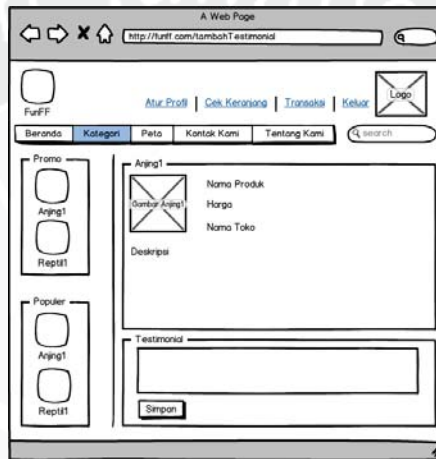 A Web Page
http://funff.com/tambahTestimonial
FunFF
Atur Profil | Cek Keranjang | Transaksi | Keluar
Logo
Beranda Kategori Peta Kontak Kami Tentang Kami
search
Promo
Anjing1
Reptil1
Anjing1
Gambar Anjing1
Nama Produk
Harga
Nama Toko
Deskripsi
Populer
Anjing1
Reptil1
Testimonial
Simpan